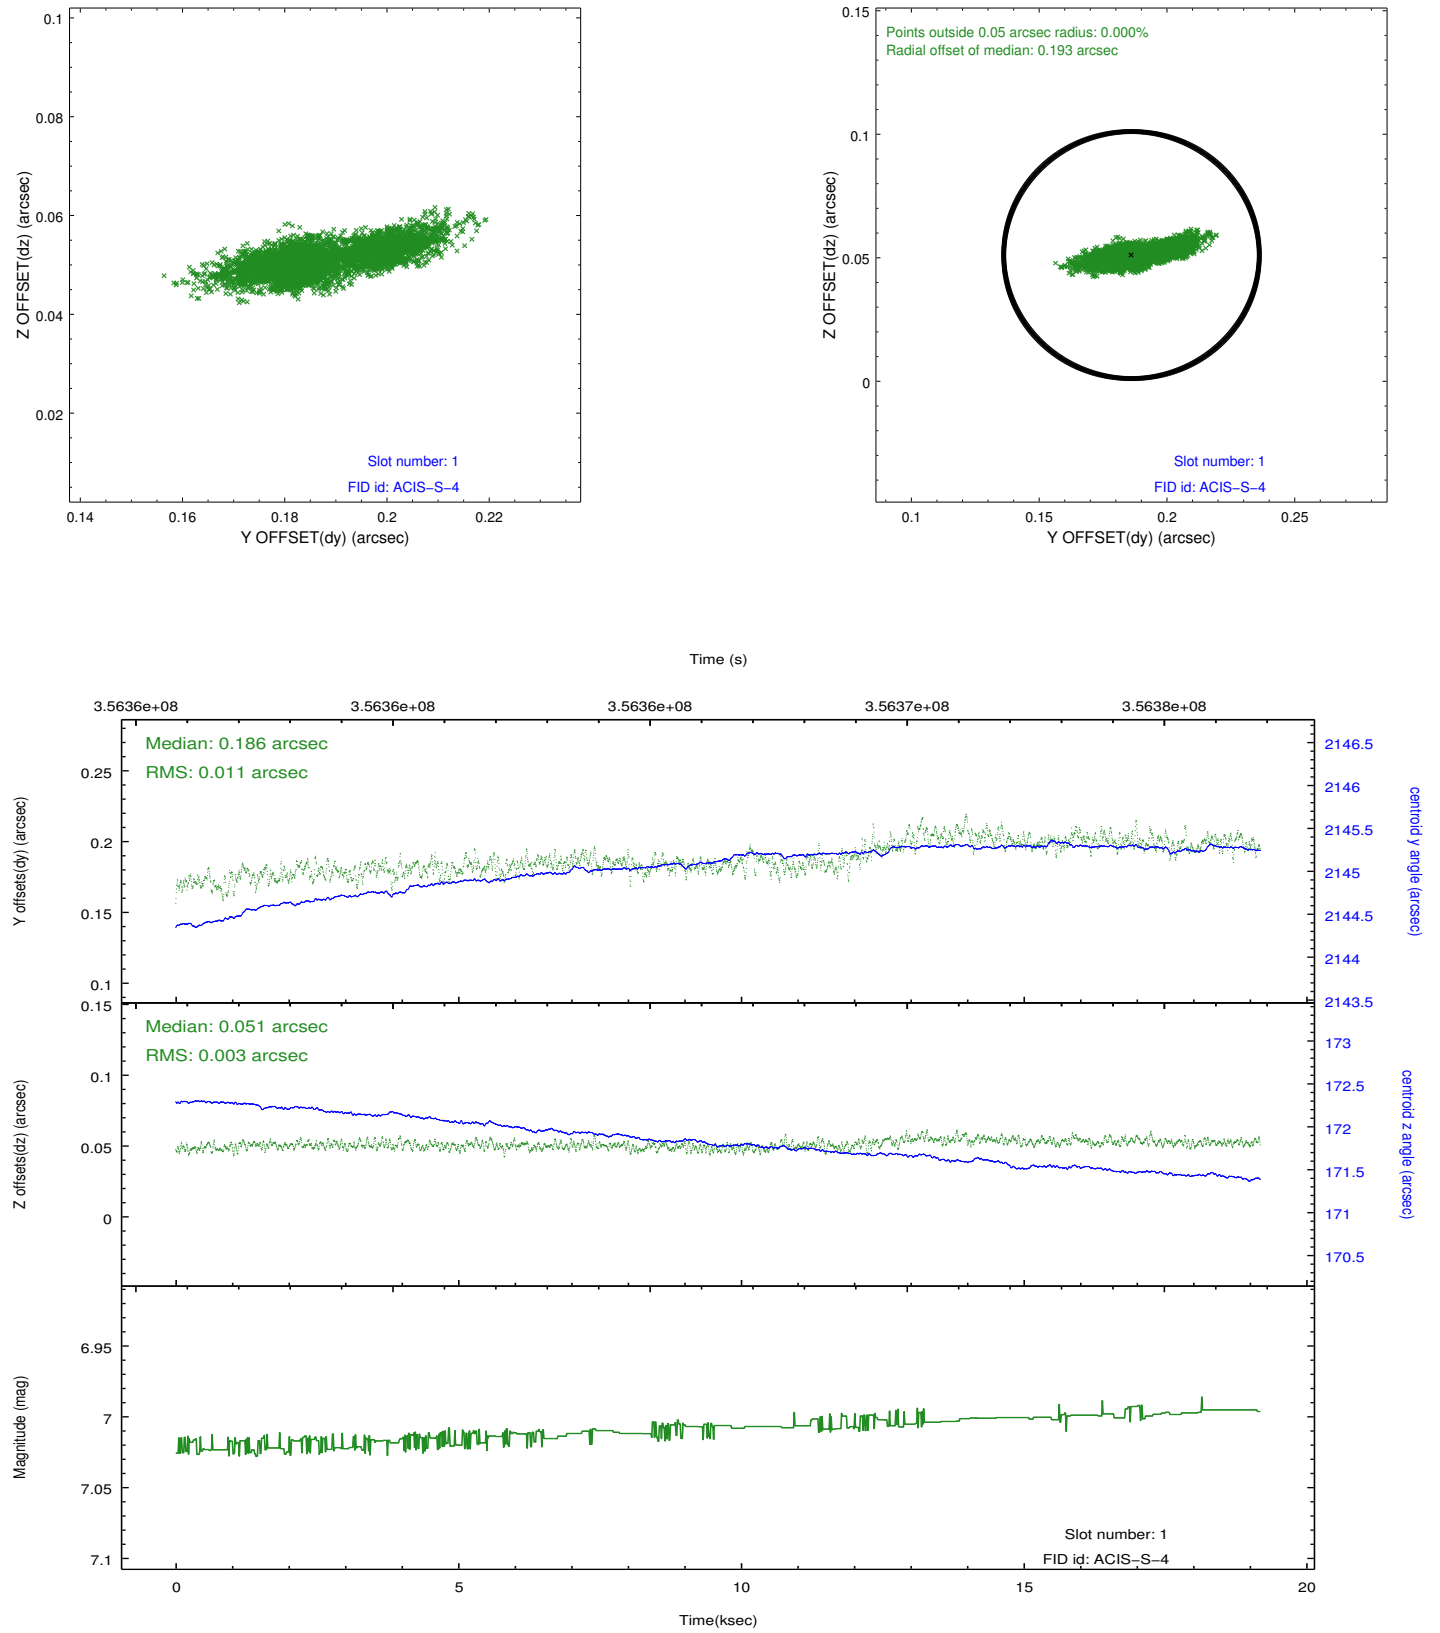 0.1
0.08
0.06
0.04
0.02
Z OFFSET(dz) (arcsec)
Slot number: 1
FID id: ACIS−S−4
0.14 0.16 0.18 0.2 0.22
Y OFFSET(dy) (arcsec)
0.15
0.1
0.05
0
Z OFFSET(dz) (arcsec)
Points outside 0.05 arcsec radius: 0.000%
Radial offset of median: 0.193 arcsec
Slot number: 1
FID id: ACIS−S−4
0.1 0.15 0.2 0.25
Y OFFSET(dy) (arcsec)
Time (s)
3.5636e+08 3.5636e+08 3.5636e+08 3.5637e+08 3.5638e+08
Median: 0.186 arcsec
RMS: 0.011 arcsec
0.25
0.2
0.15
0.1
Y offsets(dy) (arcsec)
2146.5
2146
2145.5
2145
2144.5
2144
2143.5
centroid y angle (arcsec)
Median: 0.051 arcsec
RMS: 0.003 arcsec
0.15
0.1
0.05
0
Z offsets(dz) (arcsec)
173
172.5
172
171.5
171
170.5
centroid z angle (arcsec)
6.95
7
7.05
7.1
Magnitude (mag)
Slot number: 1
FID id: ACIS−S−4
0 5 10 15 20
Time(ksec)